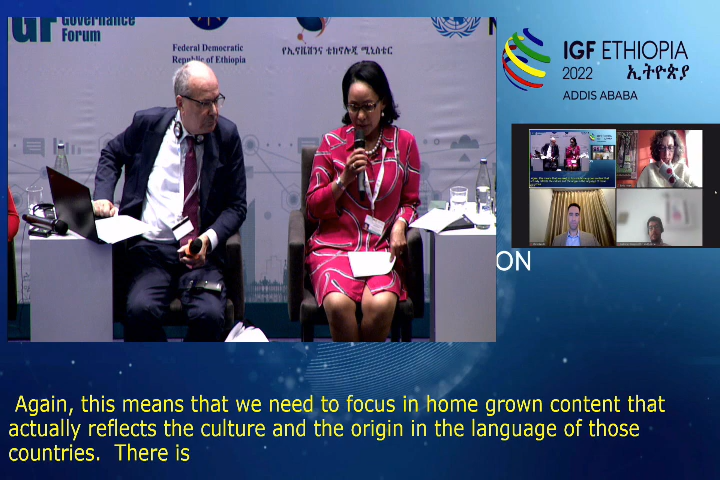 GF Governance
Forum
Federal Democratic
Republic of Ethiopia
የኢኖቬሽንና ቴክኖሎጂ ሚኒስቴር
N
IGF ETHIOPIA
2022 ኢትዮጵያ
ADDIS ABABA
ON
Again, this means that we need to focus in home grown content that
actually reflects the culture and the origin in the language of those
countries. There is